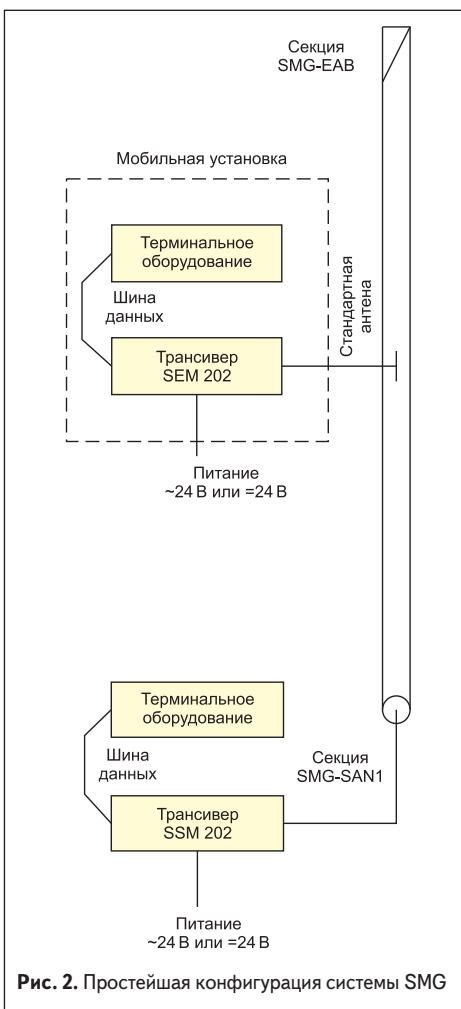 Секция
SMG-EAB
Мобильная установка
Терминальное
оборудование
Шина
данных
Трансивер
SEM 202
Стандартная
антена
Питание
~24 В или =24 В
Терминальное
оборудование
Шина
данных
Секция
SMG-SAN1
Трансивер
SSM 202
Питание
~24 В или =24 В
Рис. 2. Простейшая конфигурация системы SMG